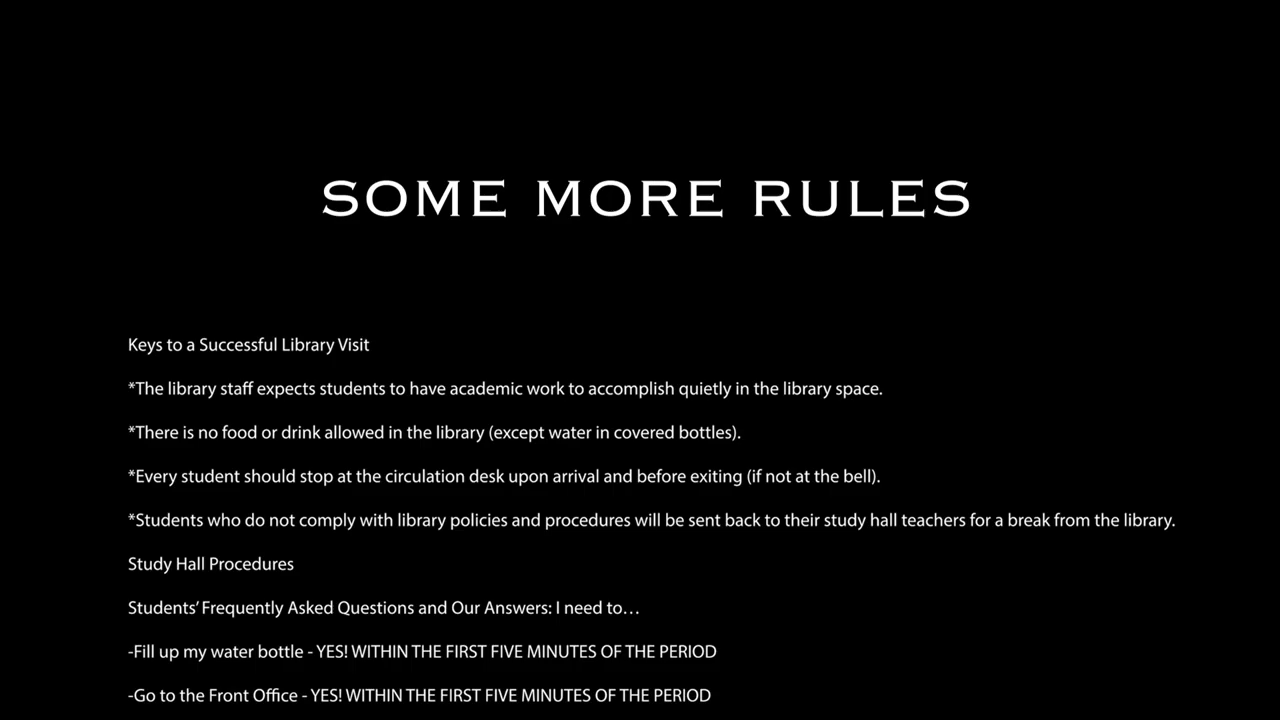 SOME MORE RULES
Keys to a Successful Library Visit
*The library staff expects students to have academic work to accomplish quietly in the library space.
*There is no food or drink allowed in the library (except water in covered bottles).
*Every student should stop at the circulation desk upon arrival and before exiting (if not at the bell).
*Students who do not comply with library policies and procedures will be sent back to their study hall teachers for a break from the library.
Study Hall Procedures
Students’ Frequently Asked Questions and Our Answers: I need to…
-Fill up my water bottle - YES! WITHIN THE FIRST FIVE MINUTES OF THE PERIOD
-Go to the Front Office - YES! WITHIN THE FIRST FIVE MINUTES OF THE PERIOD